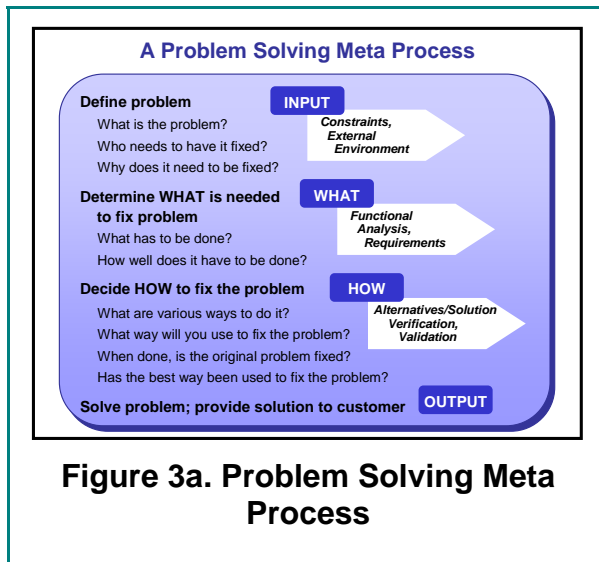 A Problem Solving Meta Process
Define problem
INPUT
What is the problem?
Who needs to have it fixed?
Why does it need to be fixed?
Constraints,
External
Environment
Determine WHAT is needed
to fix problem
WHAT
What has to be done?
How well does it have to be done?
Functional
Analysis,
Requirements
Decide HOW to fix the problem
HOW
What are various ways to do it?
What way will you use to fix the problem?
When done, is the original problem fixed?
Has the best way been used to fix the problem?
Alternatives/Solution
Verification,
Validation
Solve problem; provide solution to customer
OUTPUT
Figure 3a. Problem Solving Meta
Process